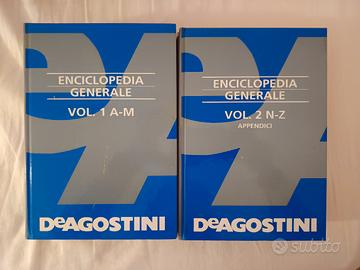 ENCICLOPEDIA
GENERALE
VOL. 1 A-M
DEAGOSTINI
ENCICLOPEDIA
GENERALE
VOL. 2 N-Z
APPENDICI
DEAGOSTINI
subito